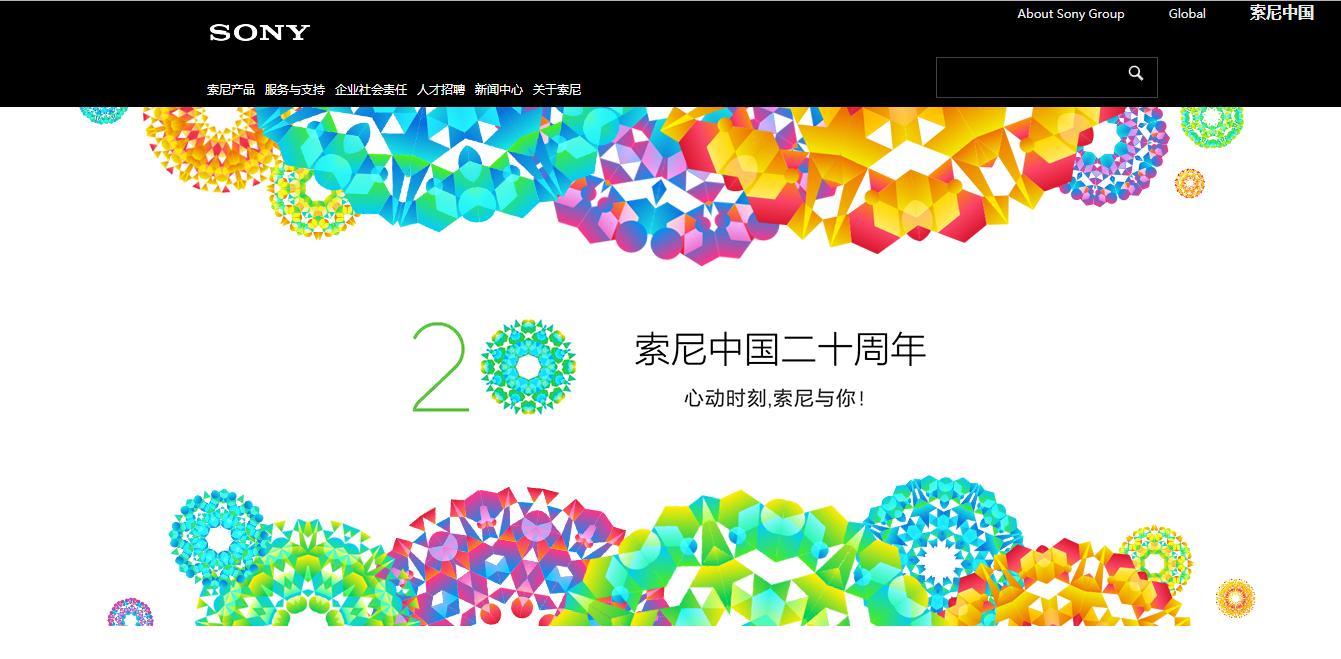 About Sony Group Global 索尼中国
SONY
索尼产品 服务与支持 企业社会责任 人才招聘 新闻中心 关于索尼
20
索尼中国二十周年
心动时刻,索尼与你!